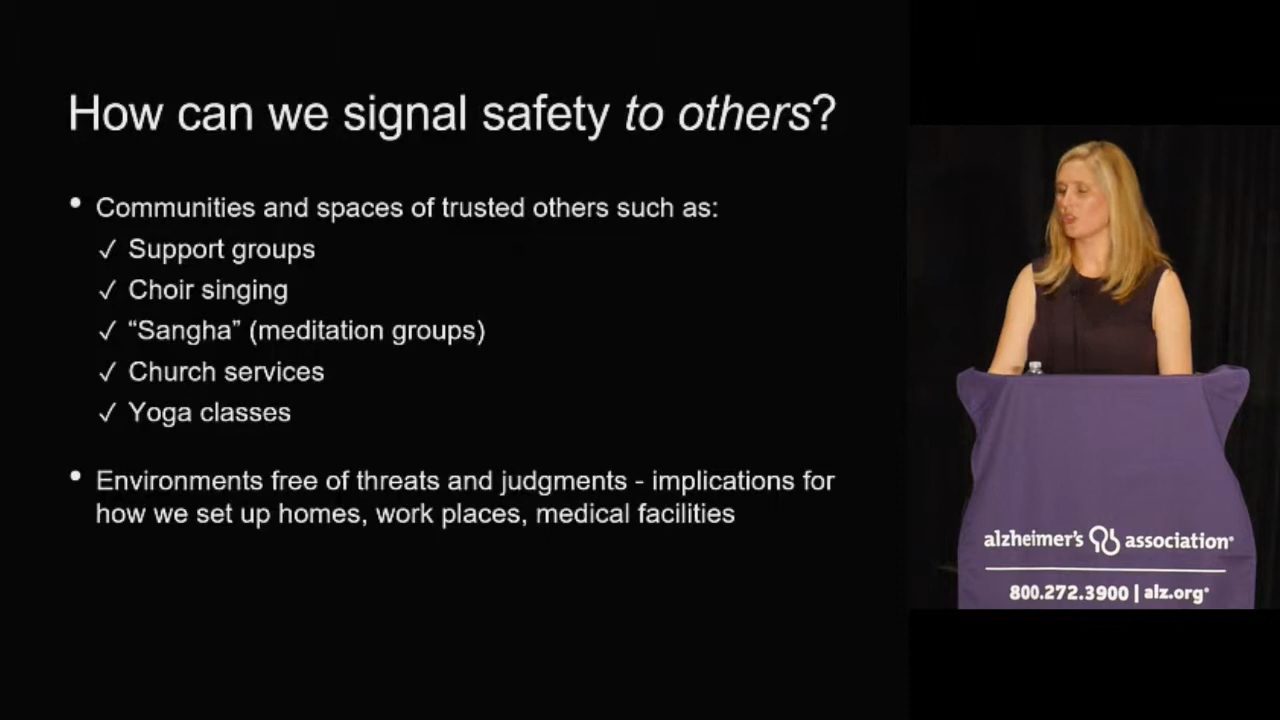 How can we signal safety to others?
• Communities and spaces of trusted others such as:
✓ Support groups
✓ Choir singing
✓ “Sangha” (meditation groups)
✓ Church services
✓ Yoga classes
• Environments free of threats and judgments - implications for
how we set up homes, work places, medical facilities
alzheimer's association®
800.272.3900 | alz.org®